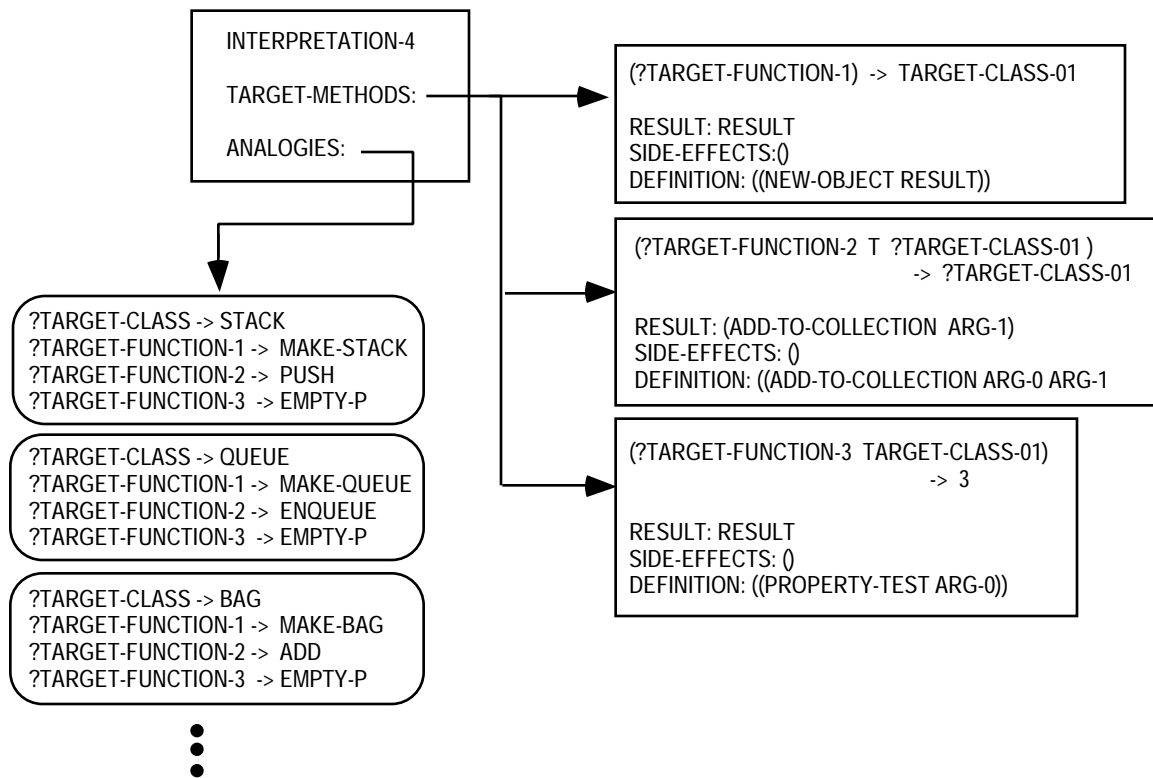 INTERPRETATION-4
TARGET-METHODS:
ANALOGIES:
(?TARGET-FUNCTION-1) -> TARGET-CLASS-01
RESULT: RESULT
SIDE-EFFECTS:()
DEFINITION: ((NEW-OBJECT RESULT))
(?TARGET-FUNCTION-2 T ?TARGET-CLASS-01 )
-> ?TARGET-CLASS-01
RESULT: (ADD-TO-COLLECTION ARG-1)
SIDE-EFFECTS: ()
DEFINITION: ((ADD-TO-COLLECTION ARG-0 ARG-1
(?TARGET-FUNCTION-3 TARGET-CLASS-01)
-> 3
RESULT: RESULT
SIDE-EFFECTS: ()
DEFINITION: ((PROPERTY-TEST ARG-0))
?TARGET-CLASS -> STACK
?TARGET-FUNCTION-1 -> MAKE-STACK
?TARGET-FUNCTION-2 -> PUSH
?TARGET-FUNCTION-3 -> EMPTY-P
?TARGET-CLASS -> QUEUE
?TARGET-FUNCTION-1 -> MAKE-QUEUE
?TARGET-FUNCTION-2 -> ENQUEUE
?TARGET-FUNCTION-3 -> EMPTY-P
?TARGET-CLASS -> BAG
?TARGET-FUNCTION-1 -> MAKE-BAG
?TARGET-FUNCTION-2 -> ADD
?TARGET-FUNCTION-3 -> EMPTY-P